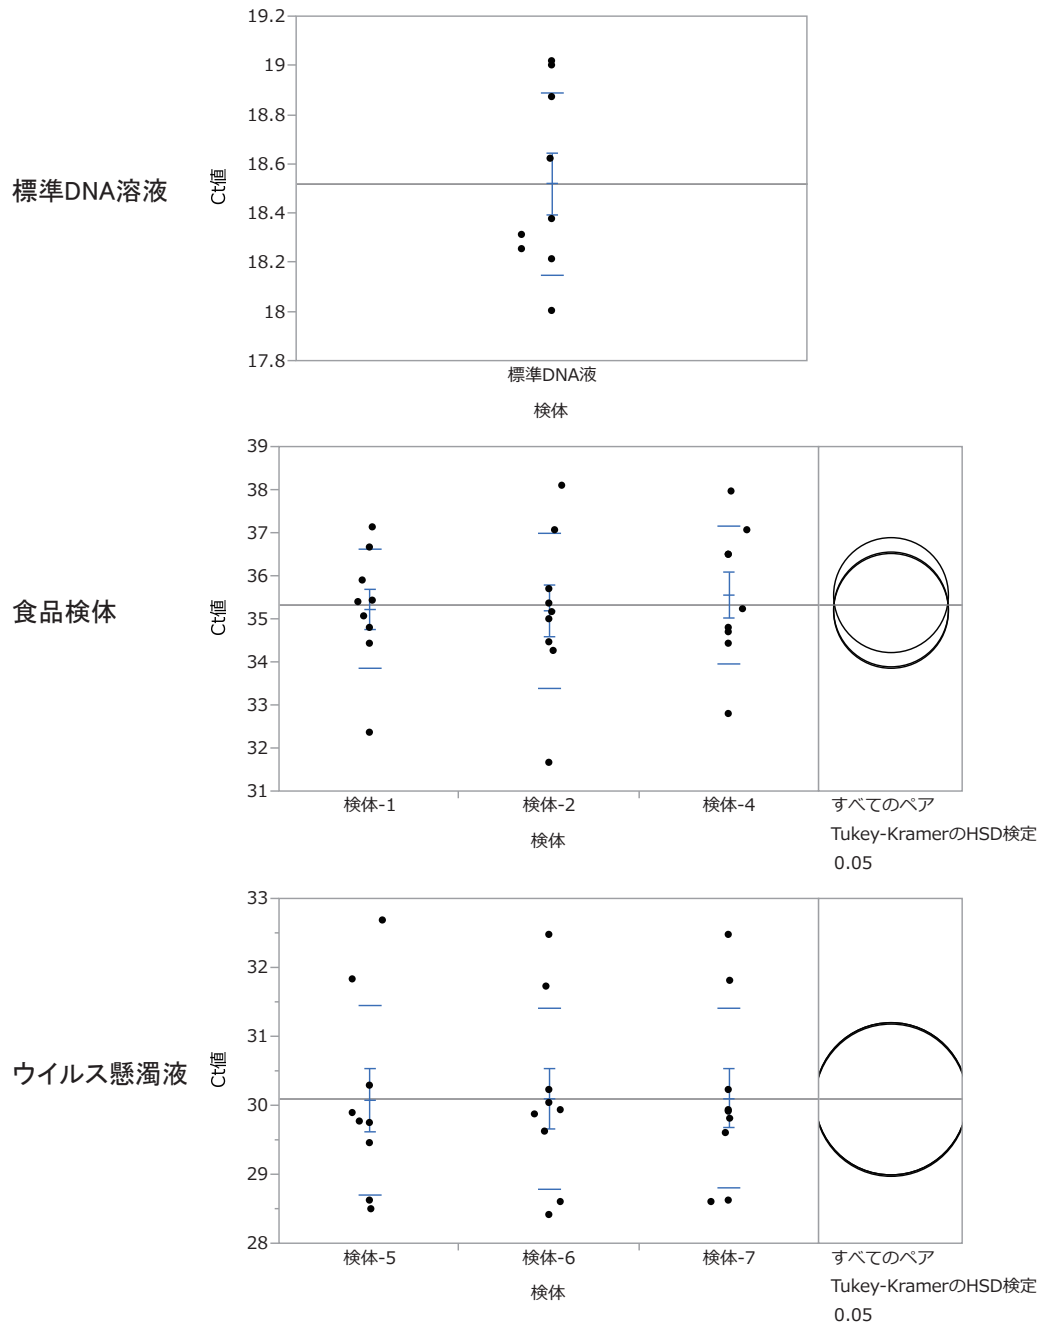 標準DNA溶液
Ct値
19.2
19
18.8
18.6
18.4
18.2
18
17.8
標準DNA液
検体
食品検体
Ct値
39
38
37
36
35
34
33
32
31
検体-1 検体-2 検体-4 すべてのペア
Tukey-KramerのHSD検定
検体
0.05
ウイルス懸濁液
Ct値
33
32
31
30
29
28
検体-5 検体-6 検体-7 すべてのペア
Tukey-KramerのHSD検定
検体
0.05